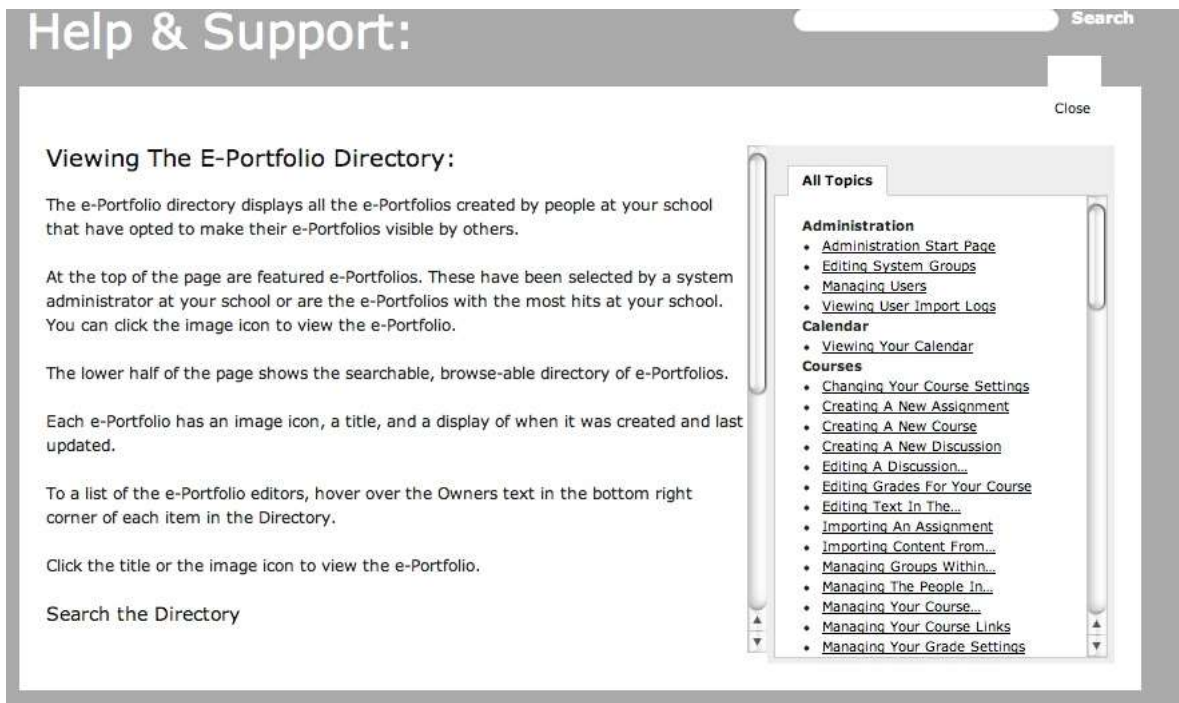 Help & Support:
Search
Close
Viewing The E-Portfolio Directory:
The e-Portfolio directory displays all the e-Portfolios created by people at your school
that have opted to make their e-Portfolios visible by others.
At the top of the page are featured e-Portfolios. These have been selected by a system
administrator at your school or are the e-Portfolios with the most hits at your school.
You can click the image icon to view the e-Portfolio.
The lower half of the page shows the searchable, browse-able directory of e-Portfolios.
Each e-Portfolio has an image icon, a title, and a display of when it was created and last
updated.
To a list of the e-Portfolio editors, hover over the Owners text in the bottom right
corner of each item in the Directory.
Click the title or the image icon to view the e-Portfolio.
Search the Directory
All Topics
Administration
• Administration Start Page
• Editing System Groups
• Managing Users
• Viewing User Import Logs
Calendar
• Viewing Your Calendar
Courses
• Changing Your Course Settings
• Creating A New Assignment
• Creating A New Course
• Creating A New Discussion
• Editing A Discussion...
• Editing Grades For Your Course
• Editing Text In The...
• Importing An Assignment
• Importing Content From...
• Managing Groups Within...
• Managing The People In...
• Managing Your Course...
• Managing Your Course Links
• Managing Your Grade Settings